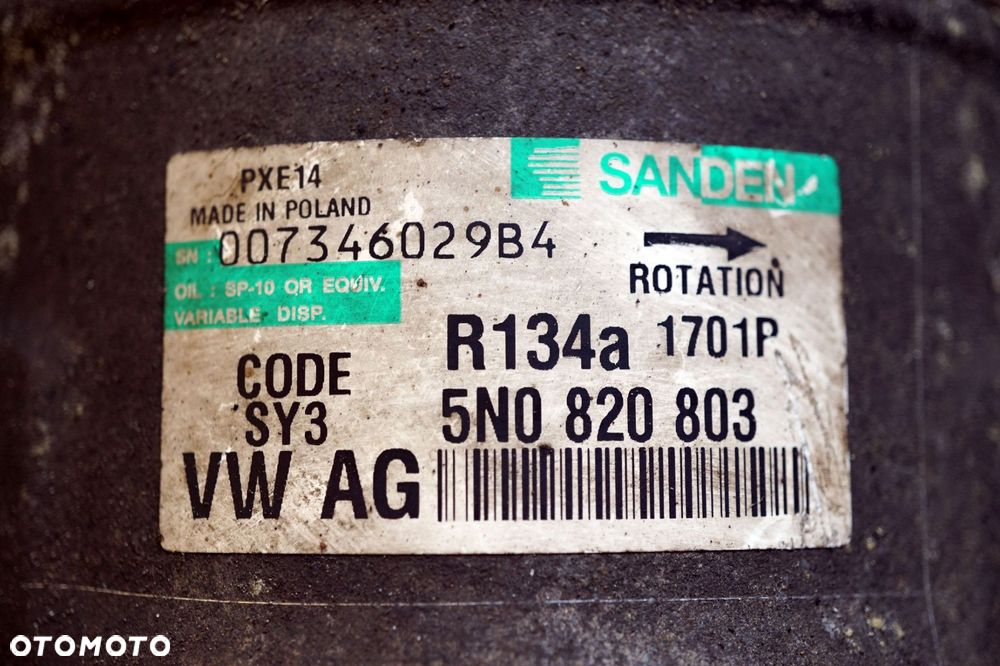 PXE14
SANDEN
MADE IN POLAND
SN : 007346029B4
OIL : SP-10 OR EQUIV.
VARIABLE DISP.
ROTATION
R134a 1701P
CODE
SY3
5N0 820 803
VW AG
OTOMOTO